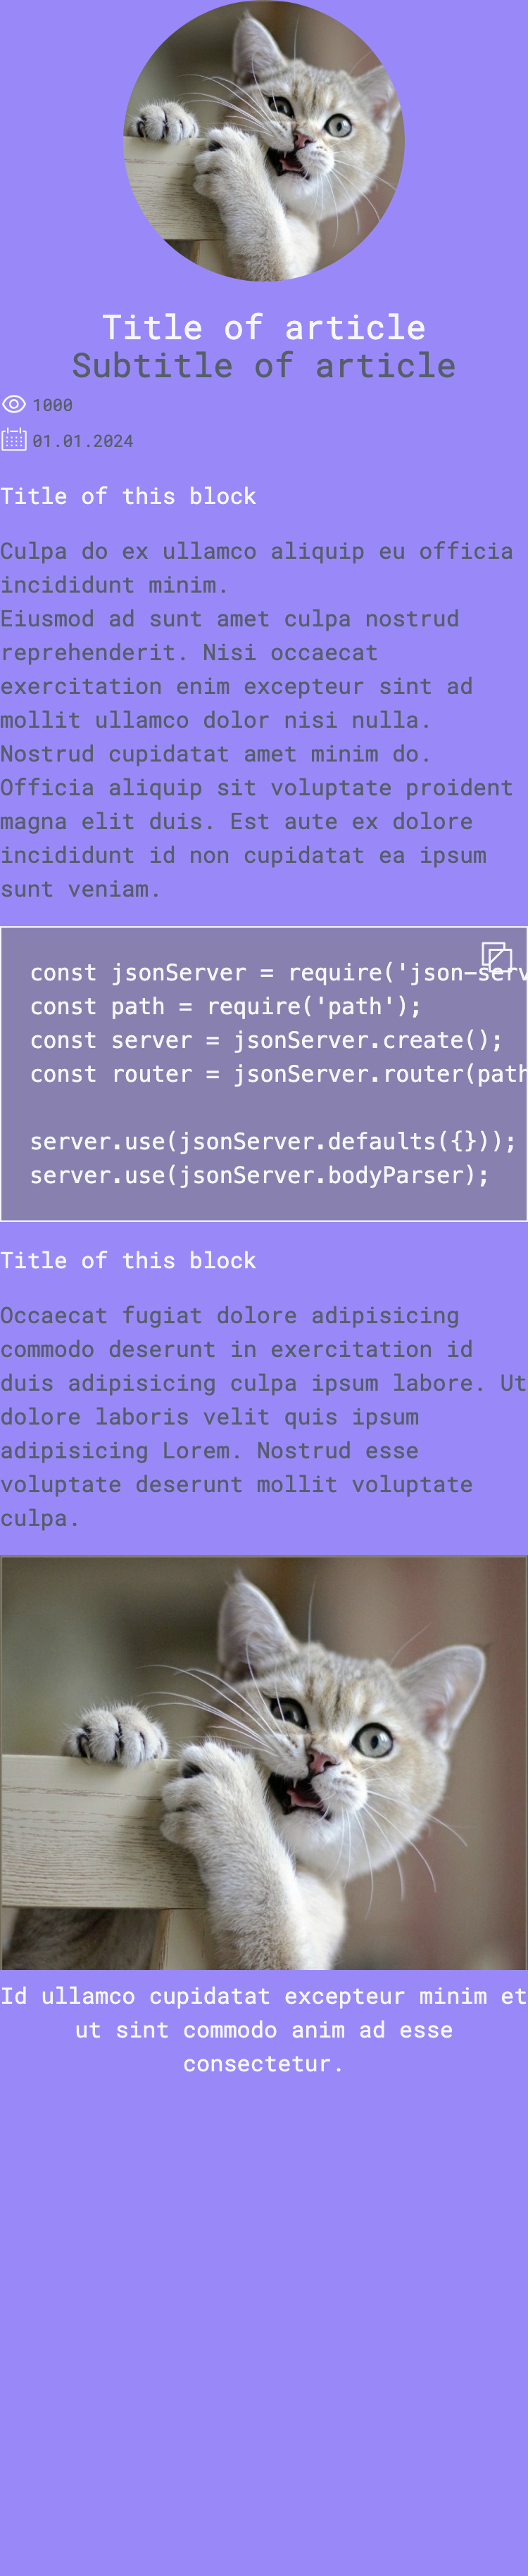 Title of article
Subtitle of article
1000
01.01.2024
Title of this block
Culpa do ex ullamco aliquip eu officia
incididunt minim.
Eiusmod ad sunt amet culpa nostrud
reprehenderit. Nisi occaecat
exercitation enim excepteur sint ad
mollit ullamco dolor nisi nulla.
Nostrud cupidatat amet minim do.
Officia aliquip sit voluptate proident
magna elit duis. Est aute ex dolore
incididunt id non cupidatat ea ipsum
sunt veniam.
const jsonServer = require('json-serv
const path = require('path');
const server = jsonServer.create();
const router = jsonServer.router(path
server.use(jsonServer.defaults({}));
server.use(jsonServer.bodyParser);
Title of this block
Occaecat fugiat dolore adipisicing
commodo deserunt in exercitation id
duis adipisicing culpa ipsum labore. Ut
dolore laboris velit quis ipsum
adipisicing Lorem. Nostrud esse
voluptate deserunt mollit voluptate
culpa.
Id ullamco cupidatat excepteur minim et
ut sint commodo anim ad esse
consectetur.